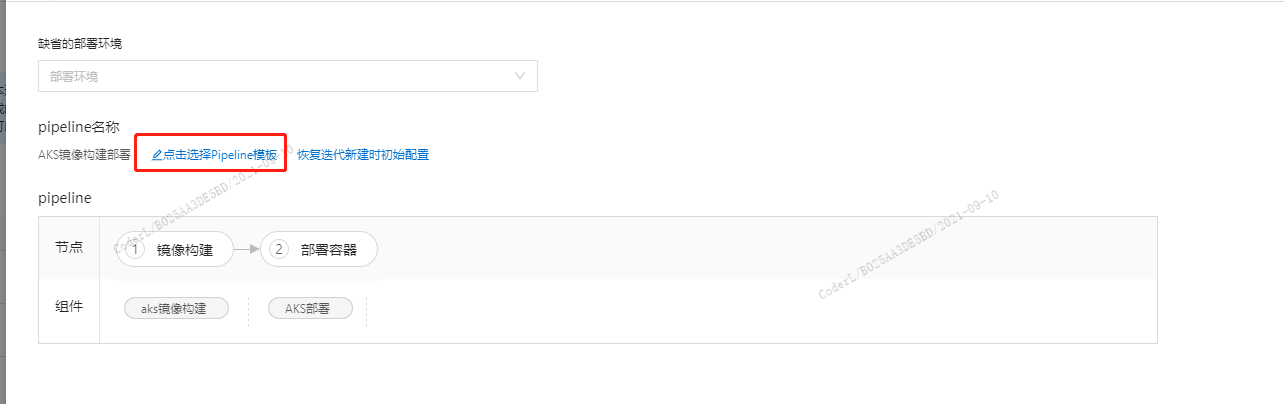 缺省的部署环境
部署环境
pipeline名称
AKS镜像构建部署 点击选择Pipeline模板 恢复迭代新建时初始配置
pipeline
节点 1 镜像构建 2 部署容器
组件 aks镜像构建 AKS部署
CoderL/B025AA3DE5BD/2021-09-10
CoderL/B025AA3DE5BD/2021-09-10